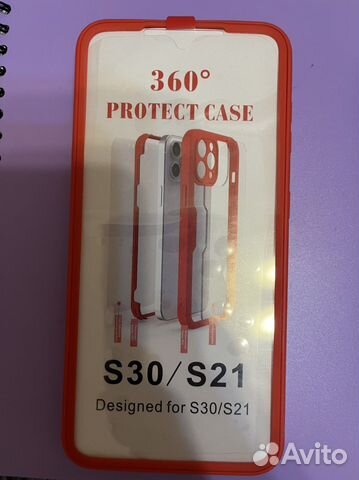 360°
PROTECT CASE
S30/S21
Designed for S30/S21
Avito